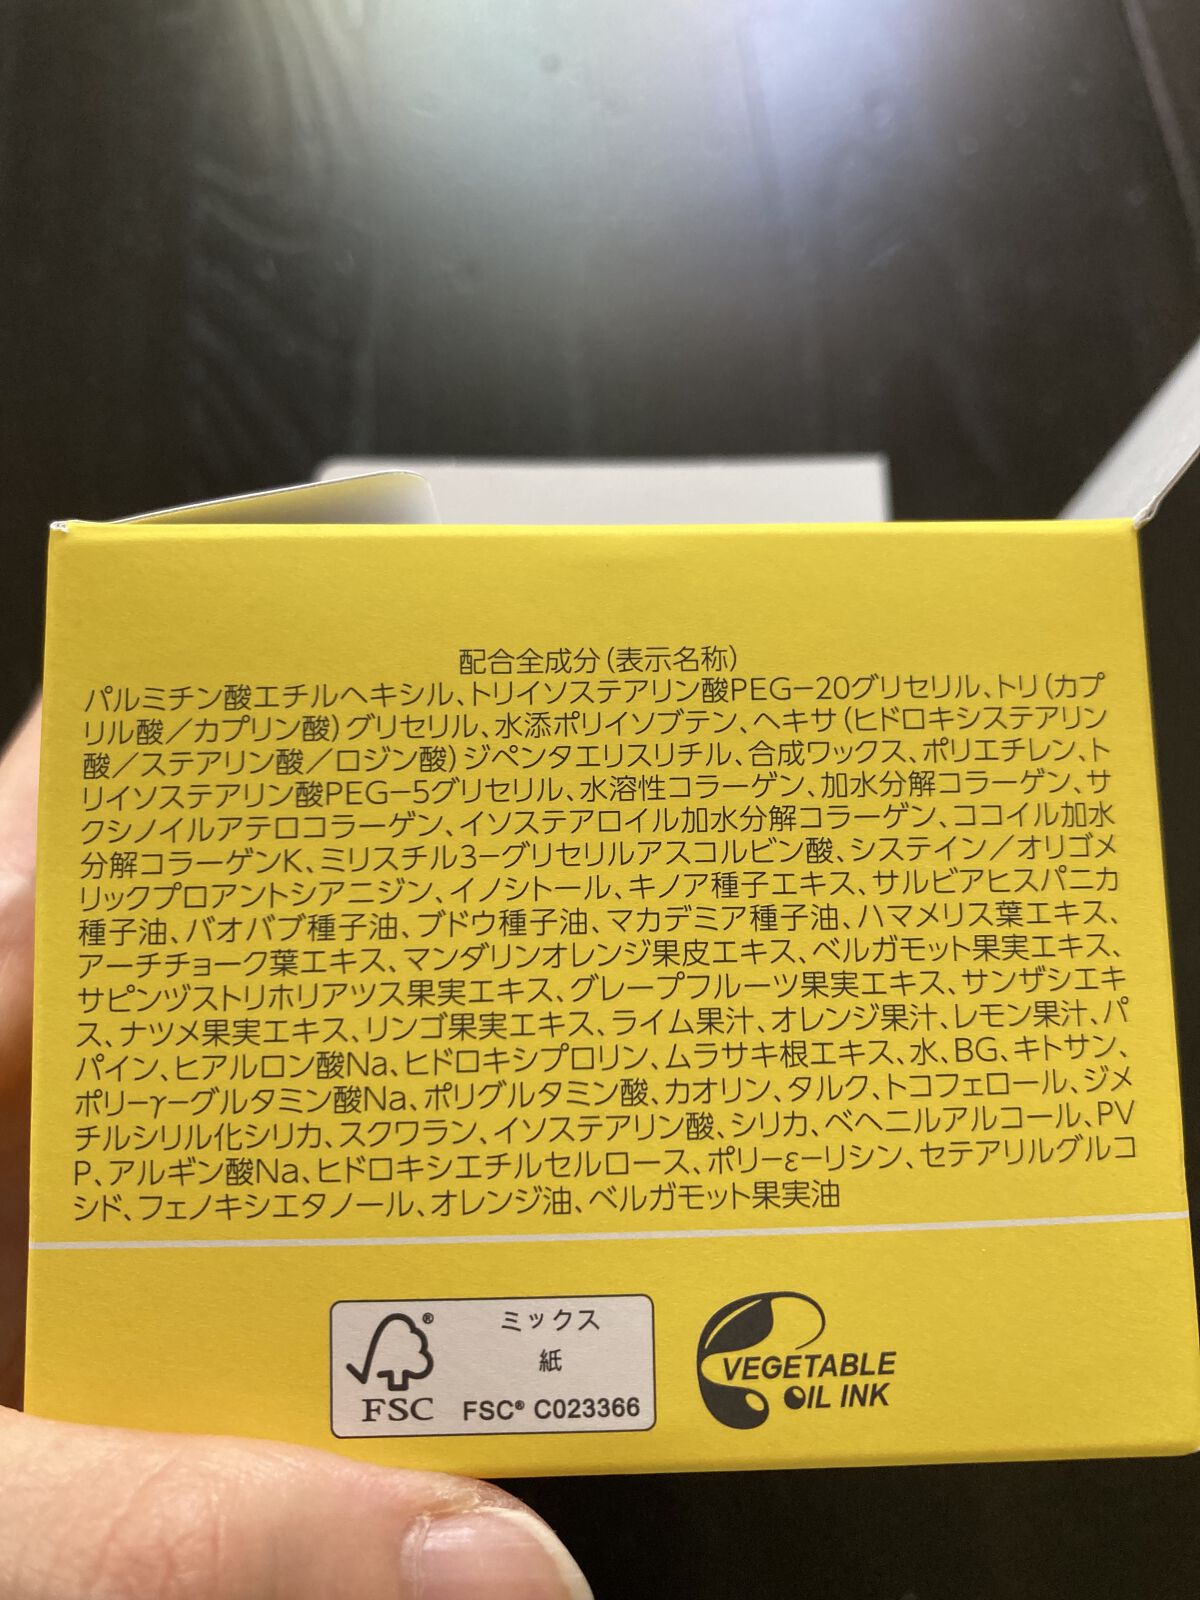 配合全成分(表示名称)
パルミチン酸エチルヘキシル、トリイソステアリン酸PEG−20グリセリル、トリ(カプ
リル酸／カプリン酸)グリセリル、水添ポリイソブテン、ヘキサ(ヒドロキシステアリン
酸／ステアリン酸／ロジン酸)ジペンタエリスリチル、合成ワックス、ポリエチレン、ト
リイソステアリン酸PEG−5グリセリル、水溶性コラーゲン、加水分解コラーゲン、サ
クシノイルアテロコラーゲン、イソステアロイル加水分解コラーゲン、ココイル加水
分解コラーゲンK、ミリスチル3−グリセリルアスコルビン酸、システイン／オリゴメ
リックプロアントシアニジン、イノシトール、キノア種子エキス、サルビアヒスパニカ
種子油、バオバブ種子油、ブドウ種子油、マカデミア種子油、ハマメリス葉エキス、
アーチチョーク葉エキス、マンダリンオレンジ果皮エキス、ベルガモット果実エキス、
サピンヅストリホリアツス果実エキス、グレープフルーツ果実エキス、サンザシエキ
ス、ナツメ果実エキス、リンゴ果実エキス、ライム果汁、オレンジ果汁、レモン果汁、パ
パイン、ヒアルロン酸Na、ヒドロキシプロリン、ムラサキ根エキス、水、BG、キトサン、
ポリ−γ−グルタミン酸Na、ポリグルタミン酸、カオリン、タルク、トコフェロール、ジメ
チルシリル化シリカ、スクワラン、イソステアリン酸、シリカ、ベヘニルアルコール、PV
P、アルギン酸Na、ヒドロキシエチルセルロース、ポリ−ε−リシン、セテアリルグルコ
シド、フェノキシエタノール、オレンジ油、ベルガモット果実油
ミックス
紙
FSC® C023366
FSC
VEGETABLE
OIL INK